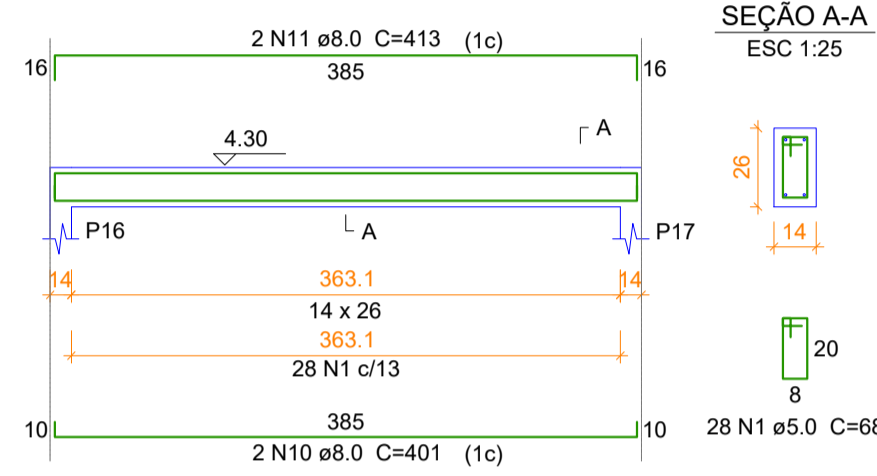 SEÇÃO A-A
ESC 1:25
2 N11 ø8.0 C=413 (1c)
16
385
16
A
4.30
26
P16
A
P17
14
14
363.1
14
14 x 26
363.1
28 N1 c/13
20
8
385
10
10
28 N1 ø5.0 C=68
2 N10 ø8.0 C=401 (1c)